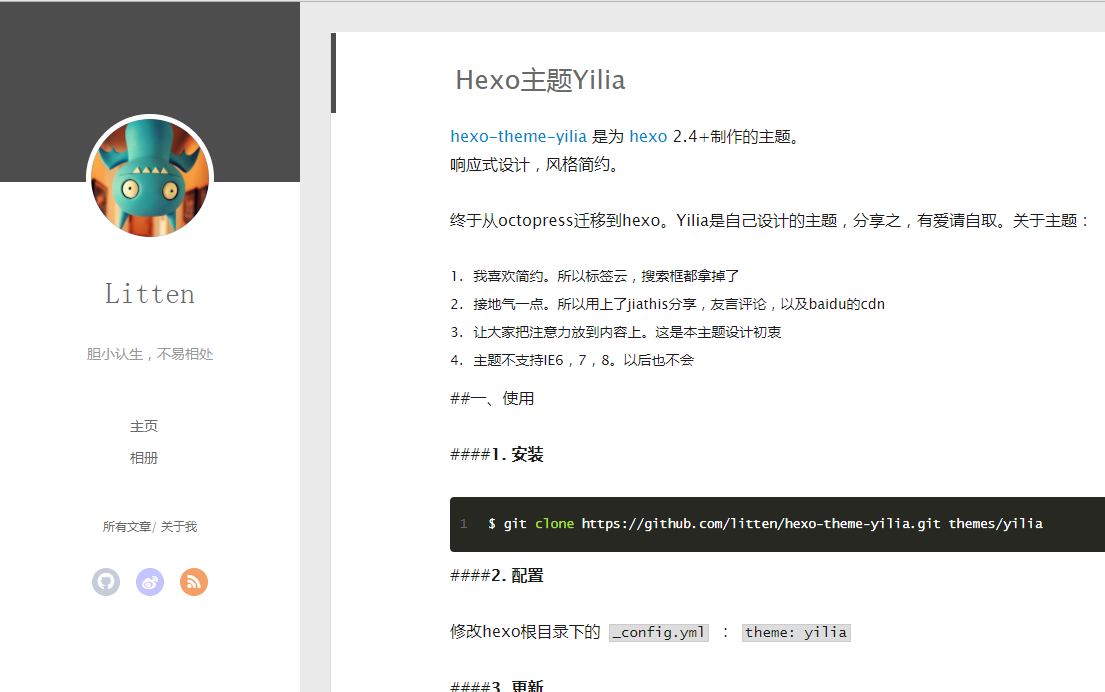 Litten
胆小认生，不易相处
主页
相册
所有文章/ 关于我
Hexo主题Yilia
hexo-theme-yilia 是为 hexo 2.4+制作的主题。
响应式设计，风格简约。
终于从octopress迁移到hexo。Yilia是自己设计的主题，分享之，有爱请自取。关于主题：
1. 我喜欢简约。所以标签云，搜索框都拿掉了
2. 接地气一点。所以用上了jiathis分享，友言评论，以及baidu的cdn
3. 让大家把注意力放到内容上。这是本主题设计初衷
4. 主题不支持IE6，7，8。以后也不会
##一、使用
####1. 安装
1 $ git clone https://github.com/litten/hexo-theme-yilia.git themes/yilia
####2. 配置
修改hexo根目录下的 _config.yml ： theme: yilia
####3. 更新